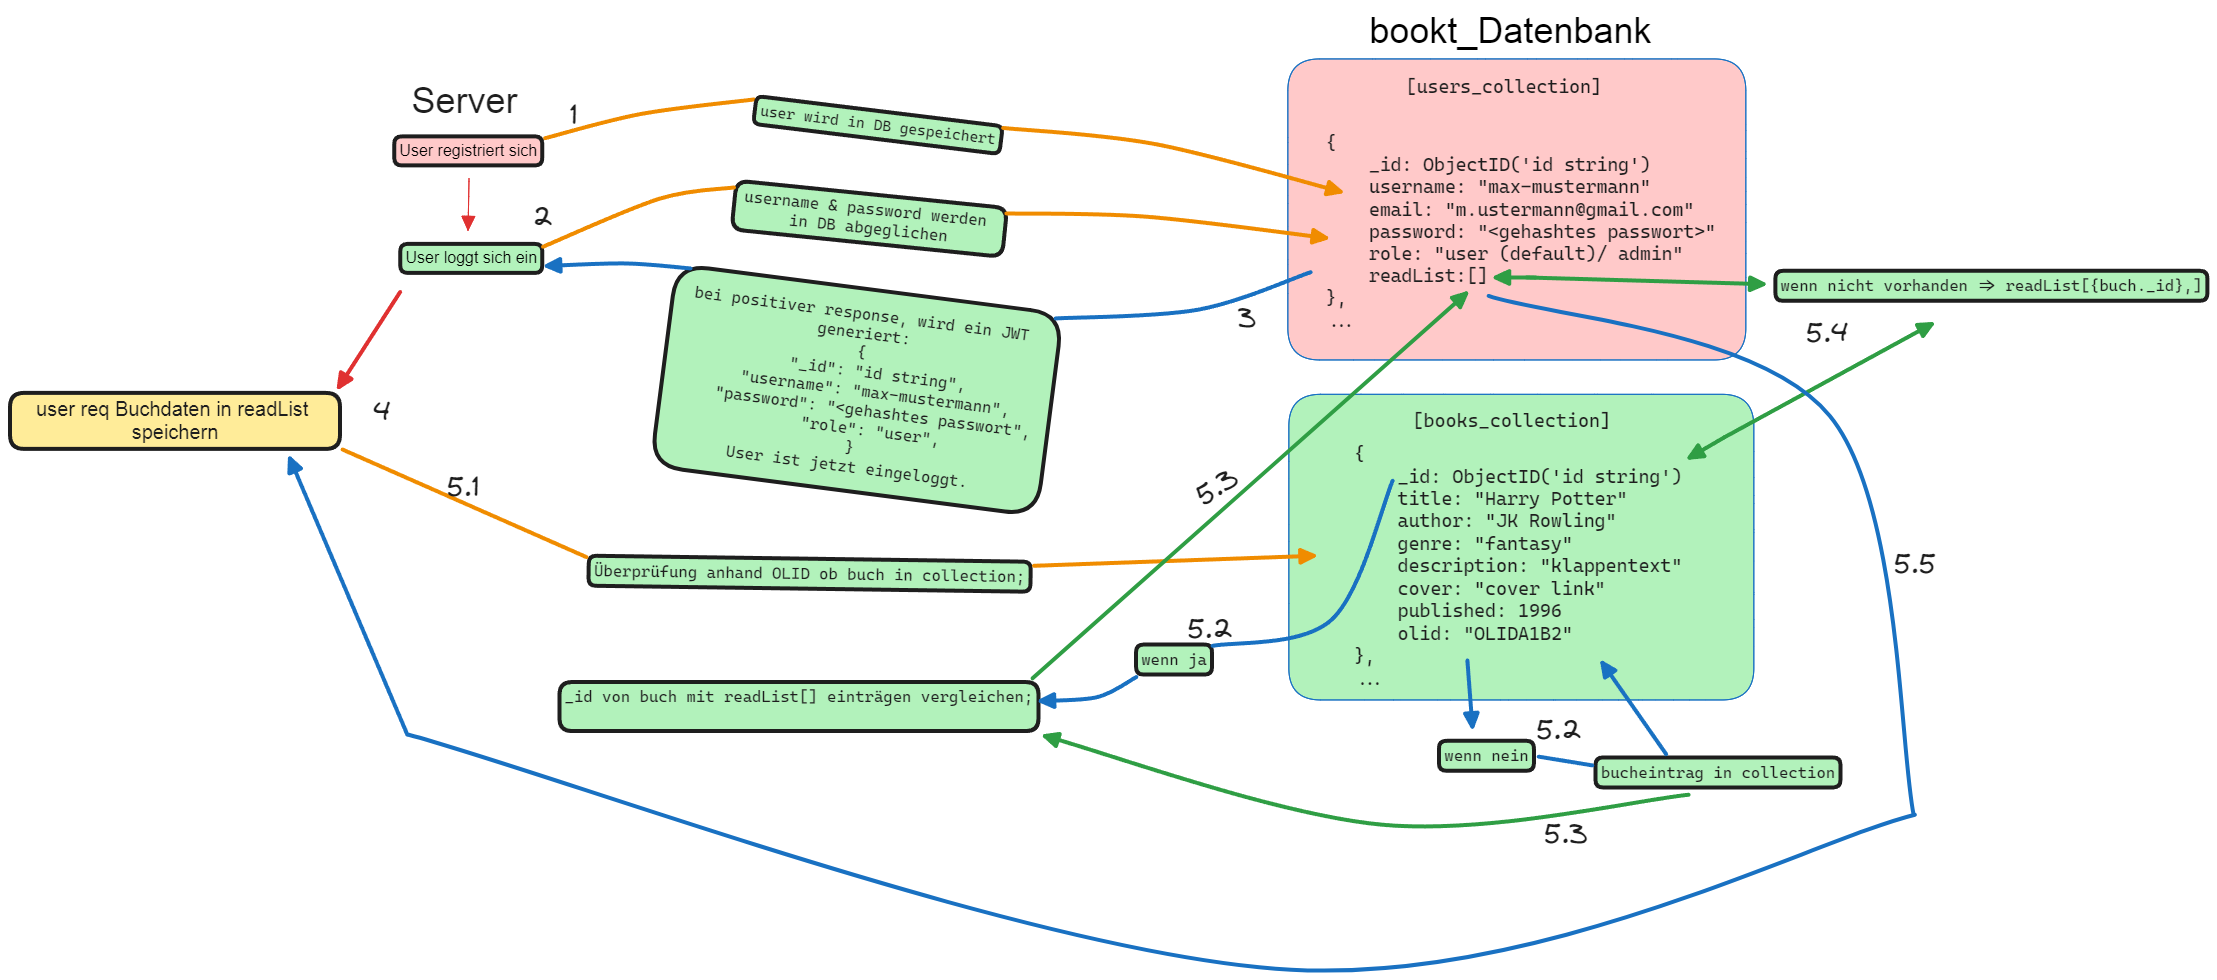 bookt_Datenbank
Server
1
User registriert sich
user wird in DB gespeichert
2
User loggt sich ein
username & password werden
in DB abgeglichen
bei positiver response, wird ein JWT
generiert:
{
"_id": "id string",
"username": "max-mustermann",
"password": "<gehashtes passwort",
"role": "user",
}
User ist jetzt eingeloggt.
3
[users_collection]
{
_id: ObjectID('id string')
username: "max-mustermann"
email: "m.ustermann@gmail.com"
password: "<gehashtes passwort>"
role: "user (default)/ admin"
readList:[]
},
...
wenn nicht vorhanden => readList[{buch._id},]
5.4
user req Buchdaten in readList
speichern
4
5.1
Überprüfung anhand OLID ob buch in collection;
5.3
[books_collection]
{
_id: ObjectID('id string')
title: "Harry Potter"
author: "JK Rowling"
genre: "fantasy"
description: "klappentext"
cover: "cover link"
published: 1996
olid: "OLIDA1B2"
},
...
5.5
5.2
wenn ja
_id von buch mit readList[] einträgen vergleichen;
5.2
wenn nein
bucheintrag in collection
5.3